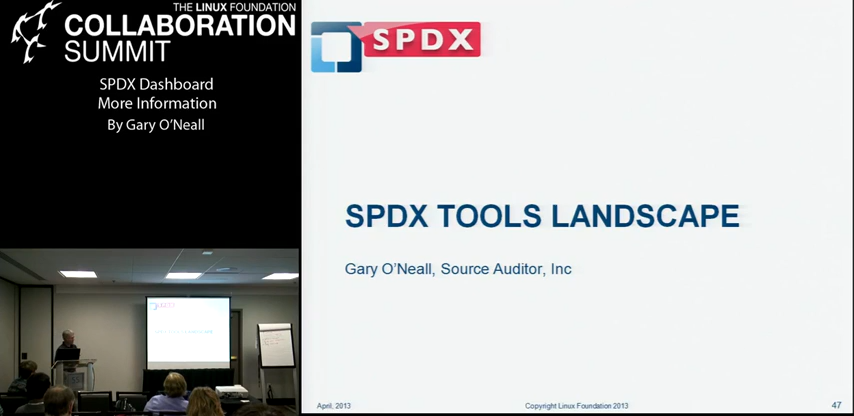 THE LINUX FOUNDATION
COLLABORATION
SUMMIT
SPDX Dashboard
More Information
By Gary O'Neall
SPDX
SPDX TOOLS LANDSCAPE
Gary O'Neall, Source Auditor, Inc
April, 2013
Copyright Linux Foundation 2013
47